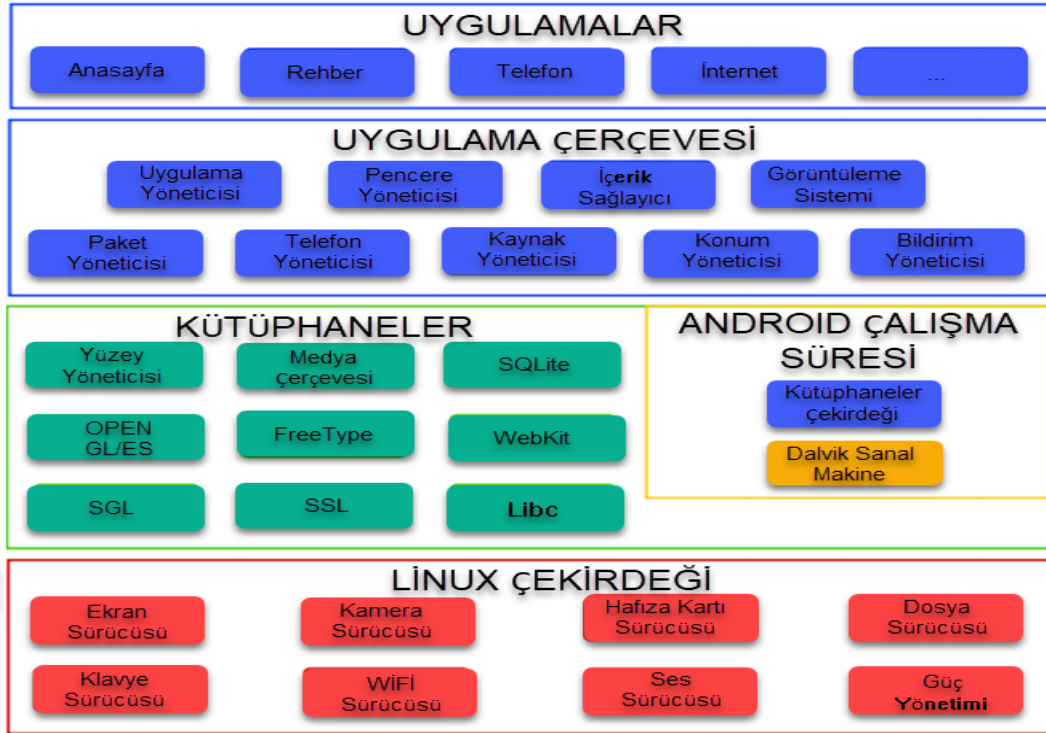 UYGULAMALAR
Anasayfa
Rehber
Telefon
İnternet
...
UYGULAMA ÇERÇEVESİ
Uygulama
Yöneticisi
Pencere
Yöneticisi
İçerik
Sağlayıcı
Görüntüleme
Sistemi
Paket
Yöneticisi
Telefon
Yöneticisi
Kaynak
Yöneticisi
Konum
Yöneticisi
Bildirim
Yöneticisi
KÜTÜPHANELER
Yüzey
Yöneticisi
Medya
çerçevesi
SQLite
OPEN
GL/ES
FreeType
WebKit
SGL
SSL
Libc
ANDROID ÇALIŞMA
SÜRESİ
Kütüphaneler
çekirdeği
Dalvik Sanal
Makine
LİNUX ÇEKİRDEĞİ
Ekran
Sürücüsü
Kamera
Sürücüsü
Hafıza Kartı
Sürücüsü
Dosya
Sürücüsü
Klavye
Sürücüsü
WİFİ
Sürücüsü
Ses
Sürücüsü
Güç
Yönetimi